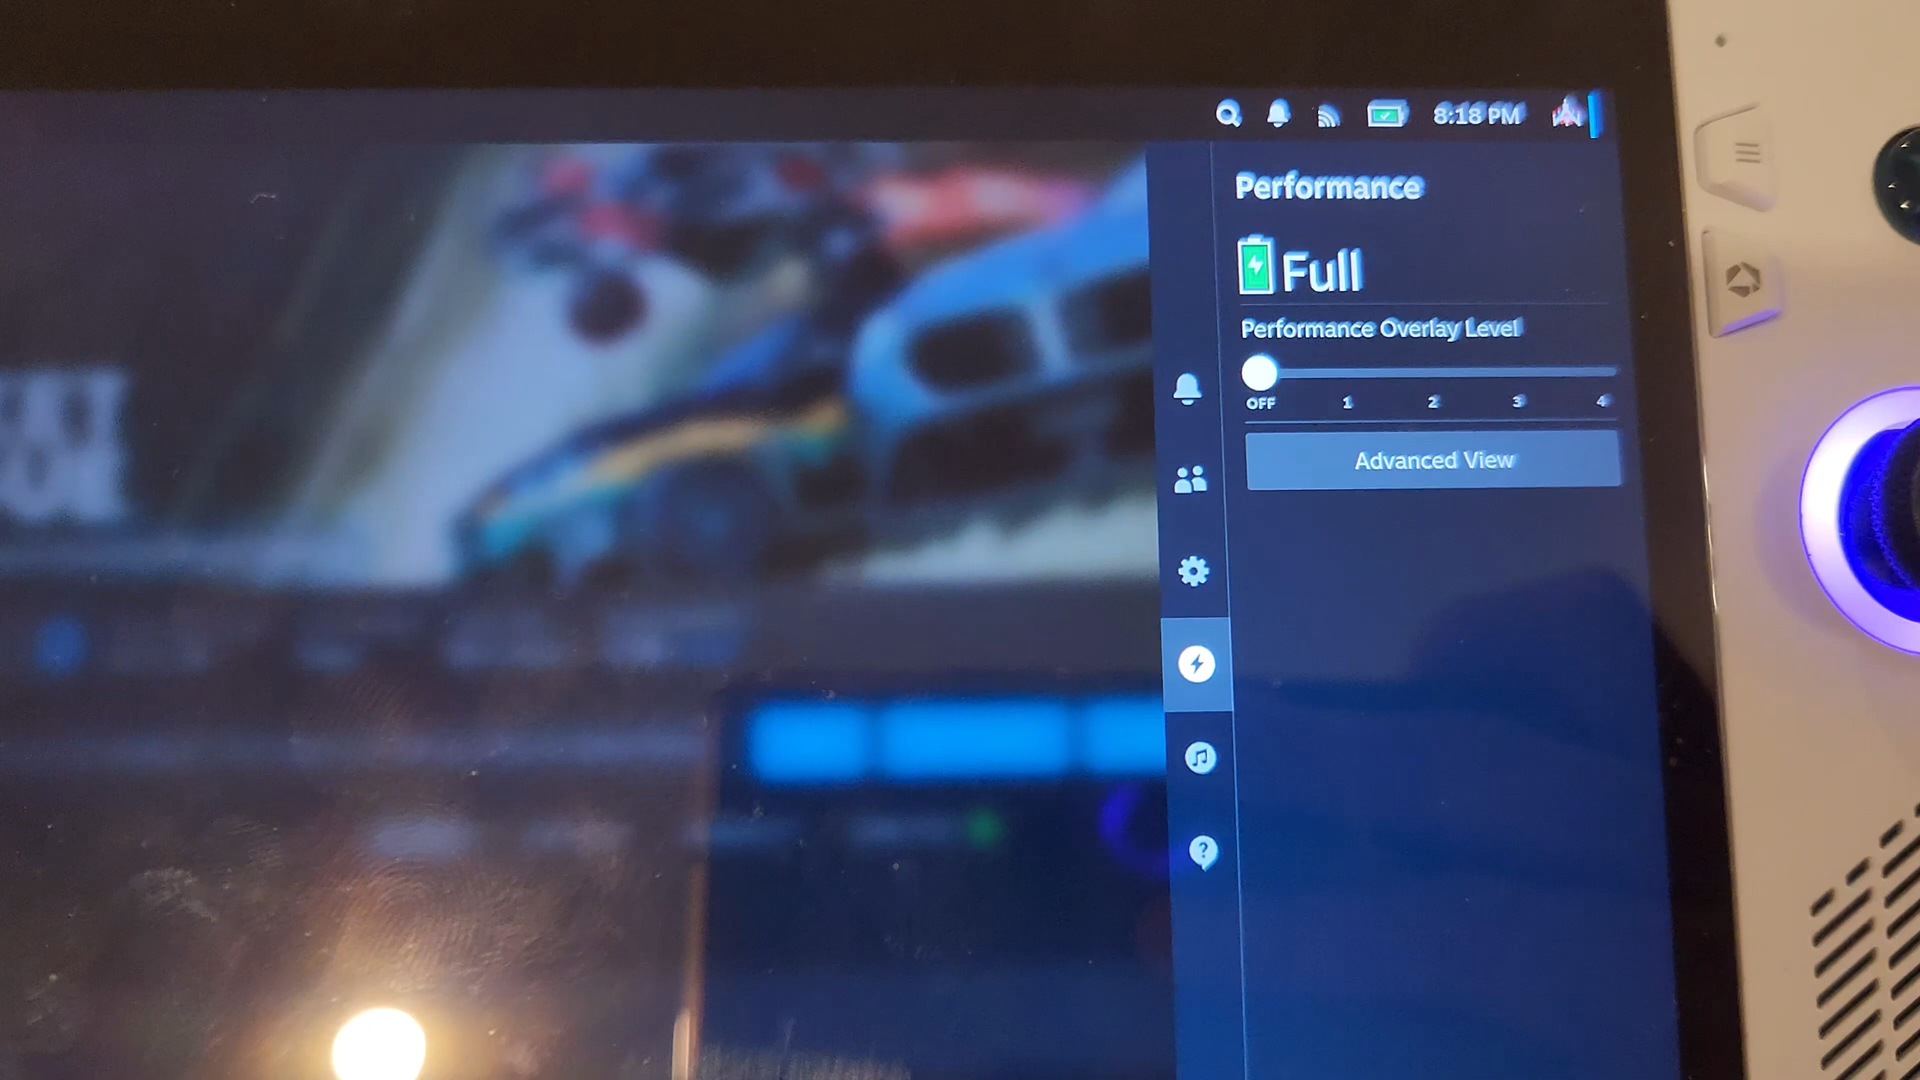 8:18 PM
Performance
Full
Performance Overlay Level
OFF 1 2 3 4
Advanced View